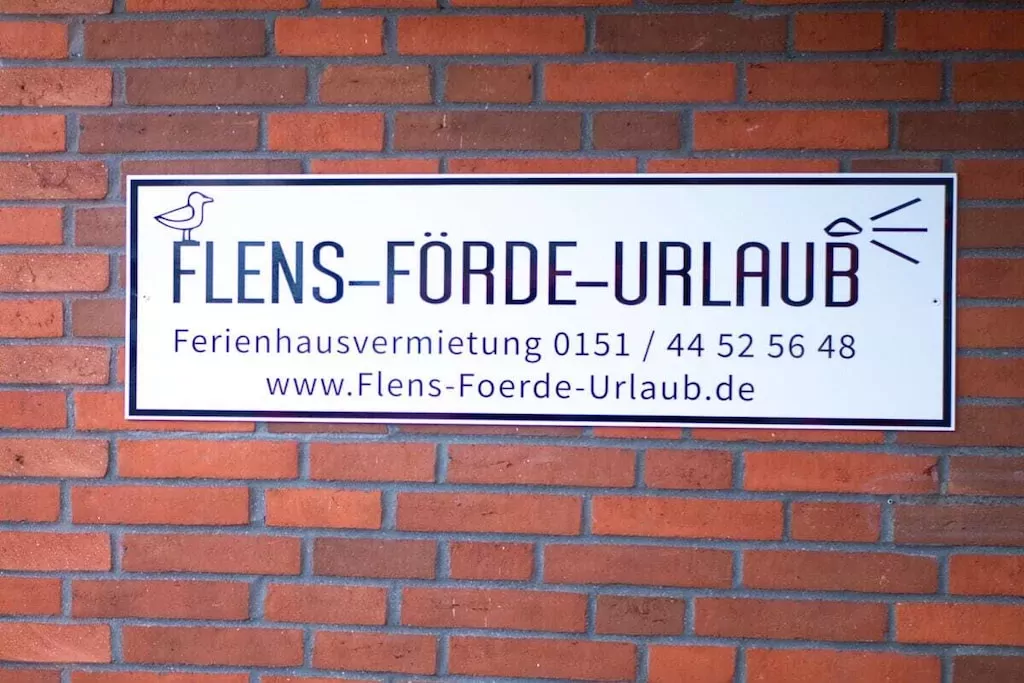 FLENS-FÖRDE-URLAUB
Ferienhausvermietung 0151 / 44 52 56 48
www.Flens-Foerde-Urlaub.de